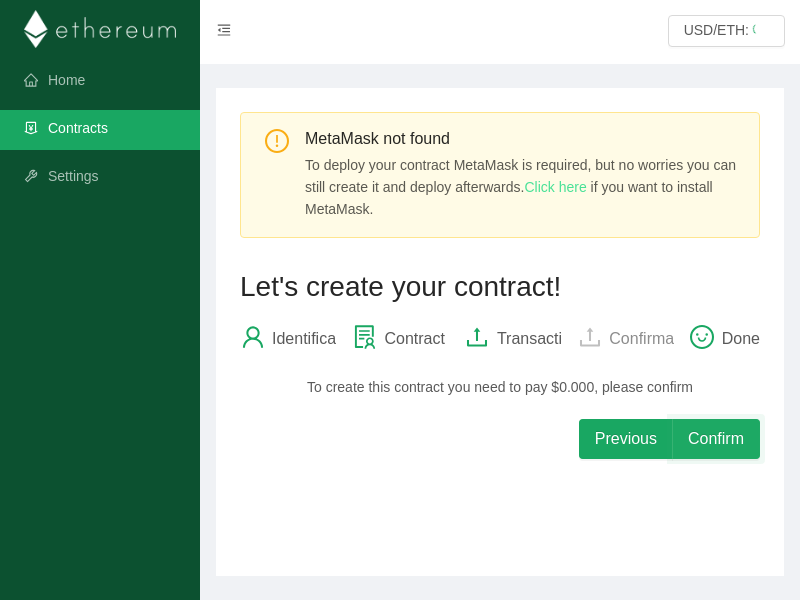 ethereum
USD/ETH:
Home
Contracts
Settings
MetaMask not found
To deploy your contract MetaMask is required, but no worries you can
still create it and deploy afterwards.Click here if you want to install
MetaMask.
Let's create your contract!
Identifica Contract Transacti Confirma Done
To create this contract you need to pay $0.000, please confirm
Previous Confirm